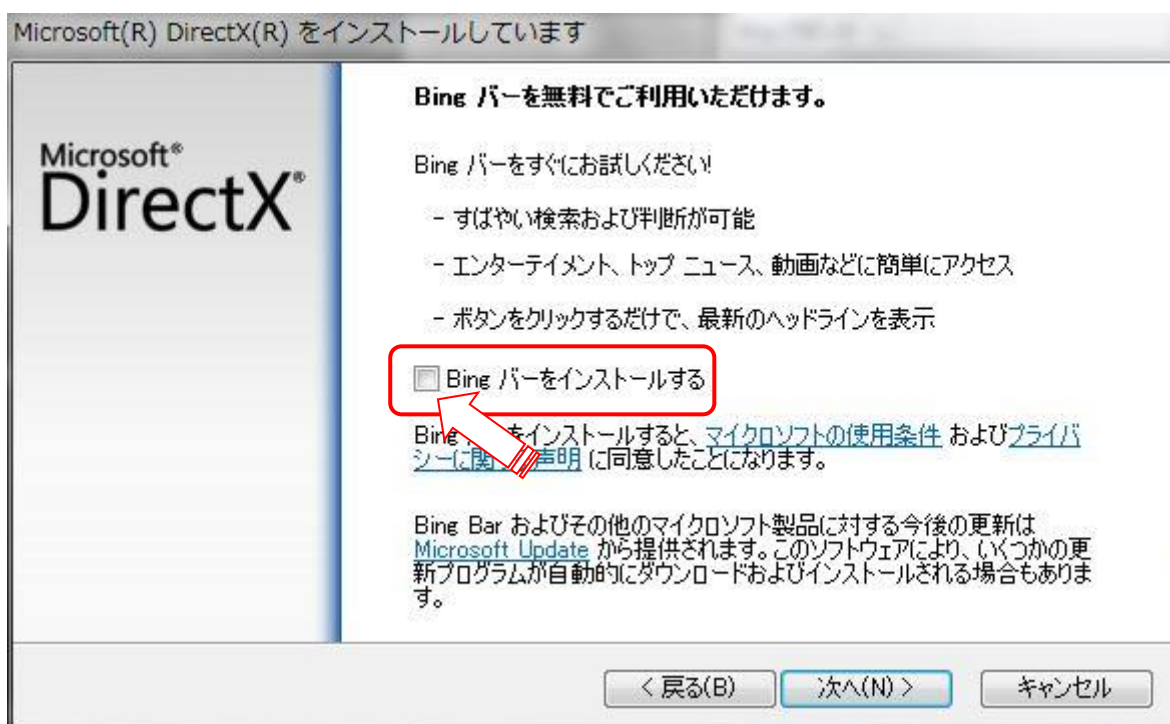 Microsoft(R) DirectX(R) をインストールしています
Microsoft®
DirectX®
Bing バーを無料でご利用いただけます。
Bing バーをすぐにお試しください!
- すばやい検索および判断が可能
- エンターテイメント、トップ ニュース、動画などに簡単にアクセス
- ボタンをクリックするだけで、最新のヘッドラインを表示
Bing バーをインストールする
Bing をインストールすると、マイクロソフトの使用条件 およびプライバ
シーに関 声明 に同意したことになります。
Bing Bar およびその他のマイクロソフト製品に対する今後の更新は
Microsoft Update から提供されます。このソフトウェアにより、いくつかの更
新プログラムが自動的にダウンロードおよびインストールされる場合もありま
す。
< 戻る(B)
次へ(N) >
キャンセル